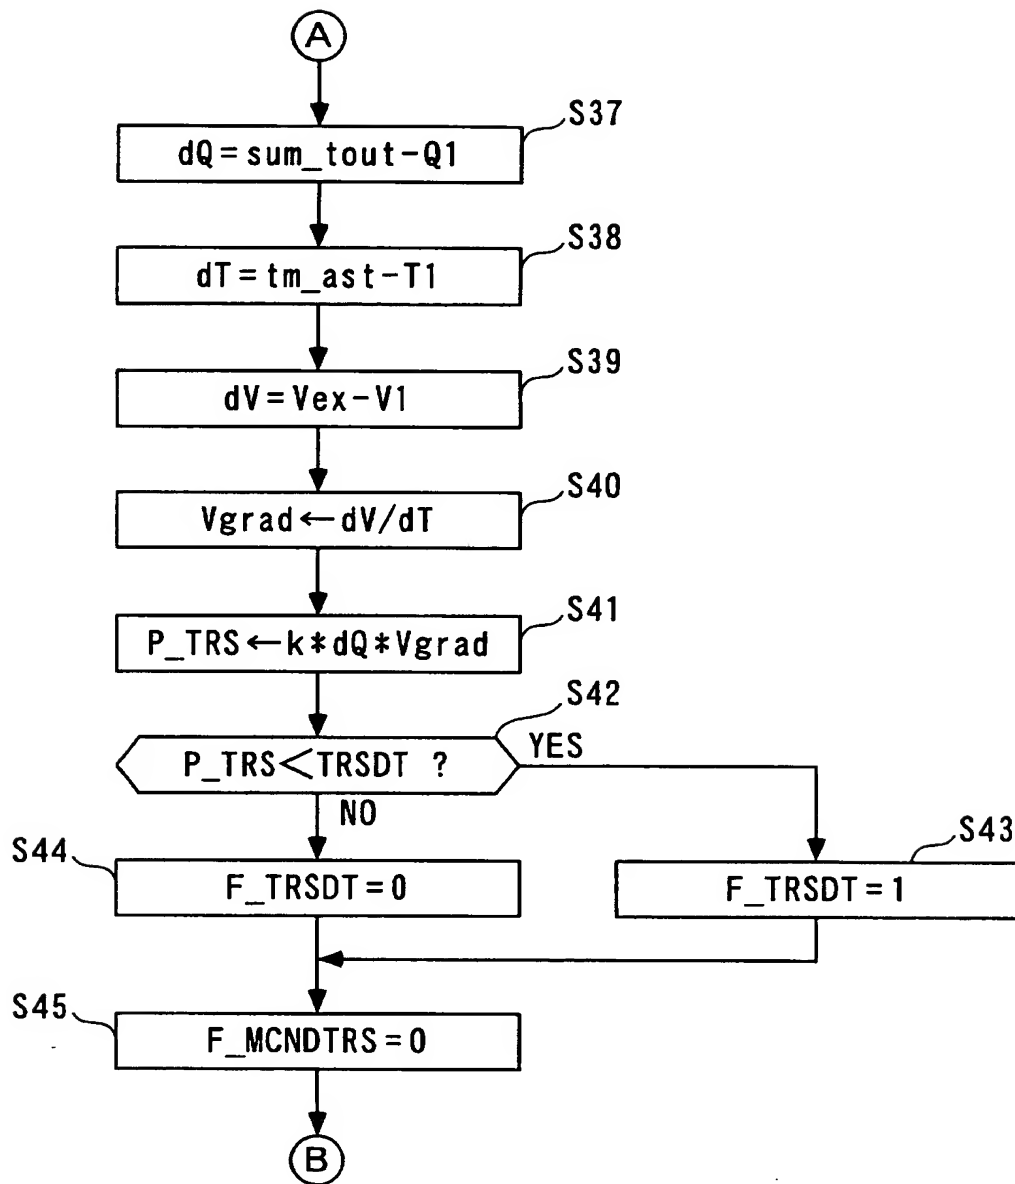 A
S37
dQ=sum_tout-Q1
S38
dT=tm_ast-T1
S39
dV=Vex-V1
S40
Vgrad←dV/dT
S41
P_TRS←k*dQ*Vgrad
S42
P_TRS<TRSDT ?
YES
NO
S44
F_TRSDT=0
S43
F_TRSDT=1
S45
F_MCNDTRS=0
B